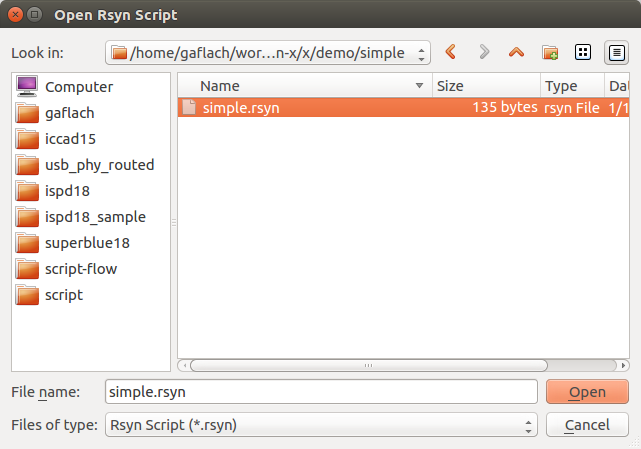 Open Rsyn Script
Look in: /home/gaflach/wor...n-x/x/demo/simple
Computer
gaflach
iccad15
usb_phy_routed
ispd18
ispd18_sample
superblue18
script-flow
script
Name Size Type Dat
simple.rsyn 135 bytes rsyn File 1/1
File name: simple.rsyn Open
Files of type: Rsyn Script (*.rsyn) Cancel